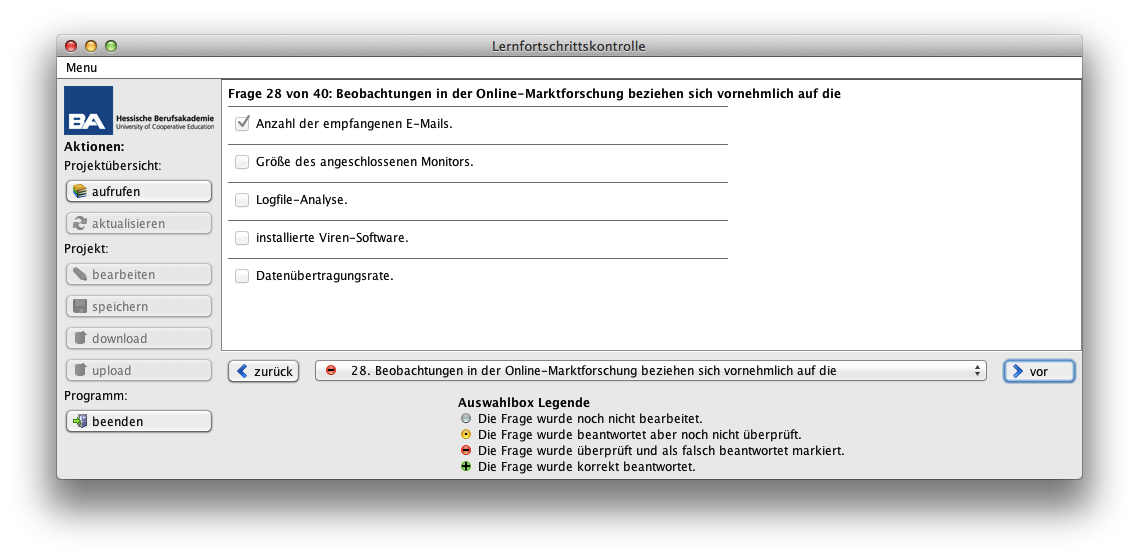 Lernfortschrittskontrolle
Menu
BA Hessische Berufsakademie
University of Cooperative Education
Aktionen:
Projektübersicht:
aufrufen
aktualisieren
Projekt:
bearbeiten
speichern
download
upload
Programm:
beenden
Frage 28 von 40: Beobachtungen in der Online-Marktforschung beziehen sich vornehmlich auf die
Anzahl der empfangenen E-Mails.
Größe des angeschlossenen Monitors.
Logfile-Analyse.
installierte Viren-Software.
Datenübertragungsrate.
zurück
28. Beobachtungen in der Online-Marktforschung beziehen sich vornehmlich auf die
vor
Auswahlbox Legende
Die Frage wurde noch nicht bearbeitet.
Die Frage wurde beantwortet aber noch nicht überprüft.
Die Frage wurde überprüft und als falsch beantwortet markiert.
Die Frage wurde korrekt beantwortet.